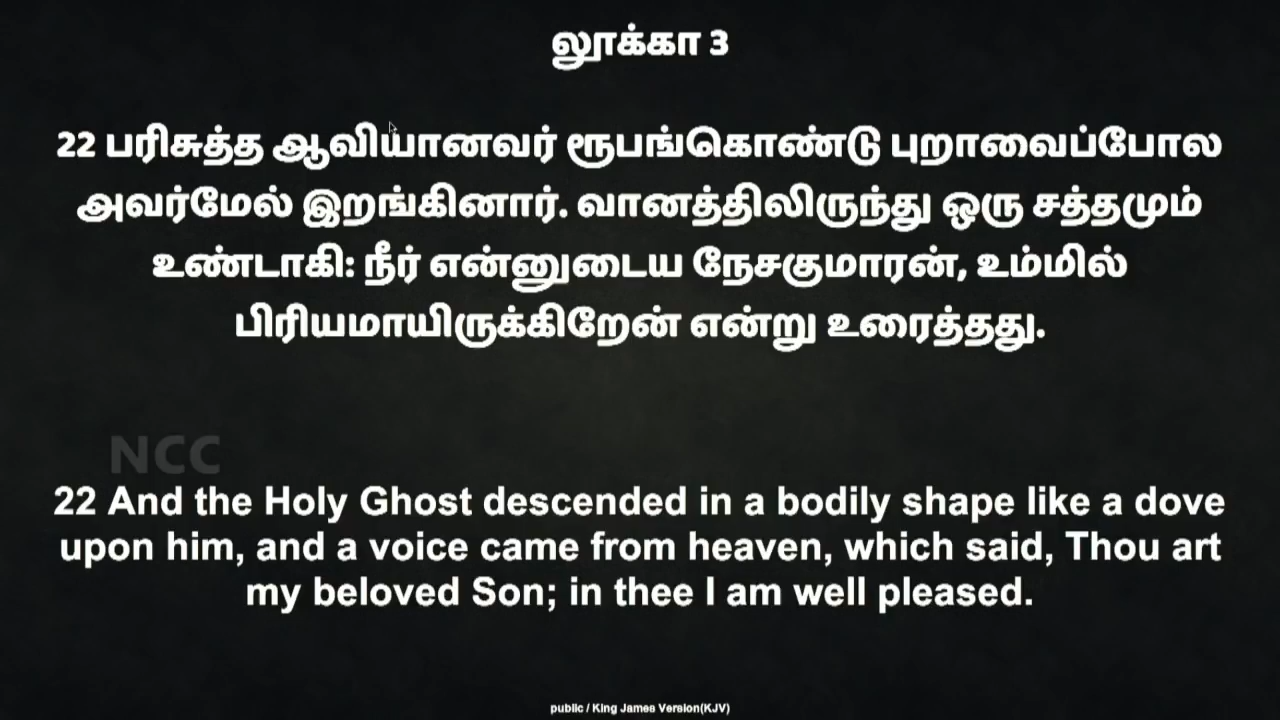 லூக்கா 3
22 பரிசுத்த ஆவியானவர் ரூபங்கொண்டு புறாவைப்போல
அவர்மேல் இறங்கினார். வானத்திலிருந்து ஒரு சத்தமும்
உண்டாகி: நீர் என்னுடைய நேசகுமாரன், உம்மில்
பிரியமாயிருக்கிறேன் என்று உரைத்தது.
NCC
22 And the Holy Ghost descended in a bodily shape like a dove
upon him, and a voice came from heaven, which said, Thou art
my beloved Son; in thee I am well pleased.
public / King James Version(KJV)